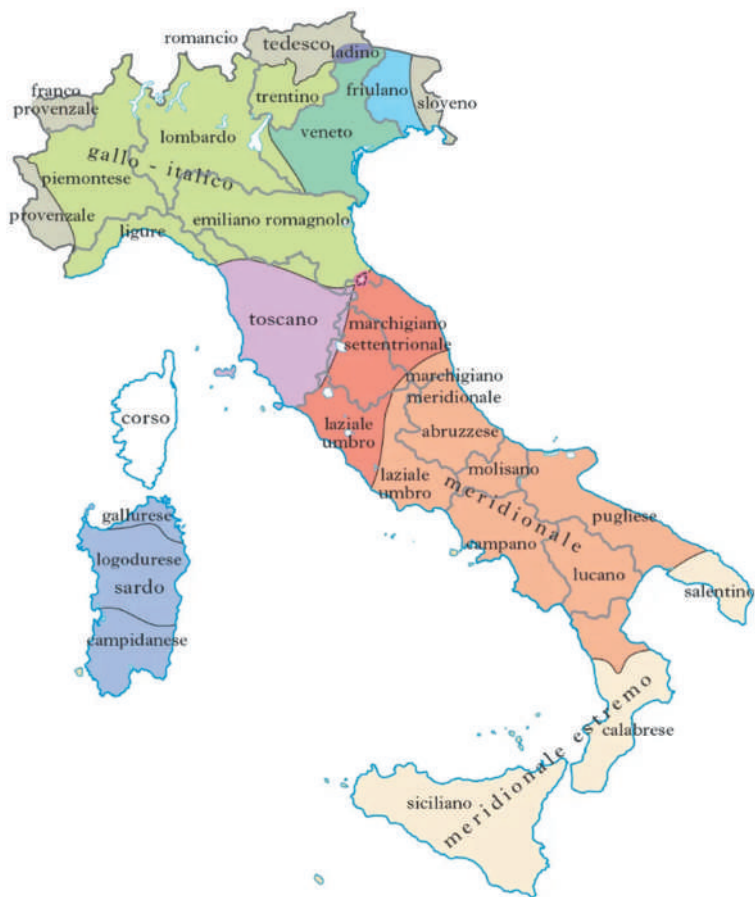 romancio
tedesco
ladino
franco
provenzale
trentino
friulano
sloveno
lombardo
veneto
gallo - italico
piemontese
provenzale
emiliano romagnolo
ligure
toscano
marchigiano
settentrionale
marchigiano
meridionale
corso
laziale
umbro
abruzzese
molisano
laziale
umbro
meridionale
pugliese
gallurese
campano
logodurese
lucano
sardo
salentino
campidanese
meridionale estremo
calabrese
siciliano